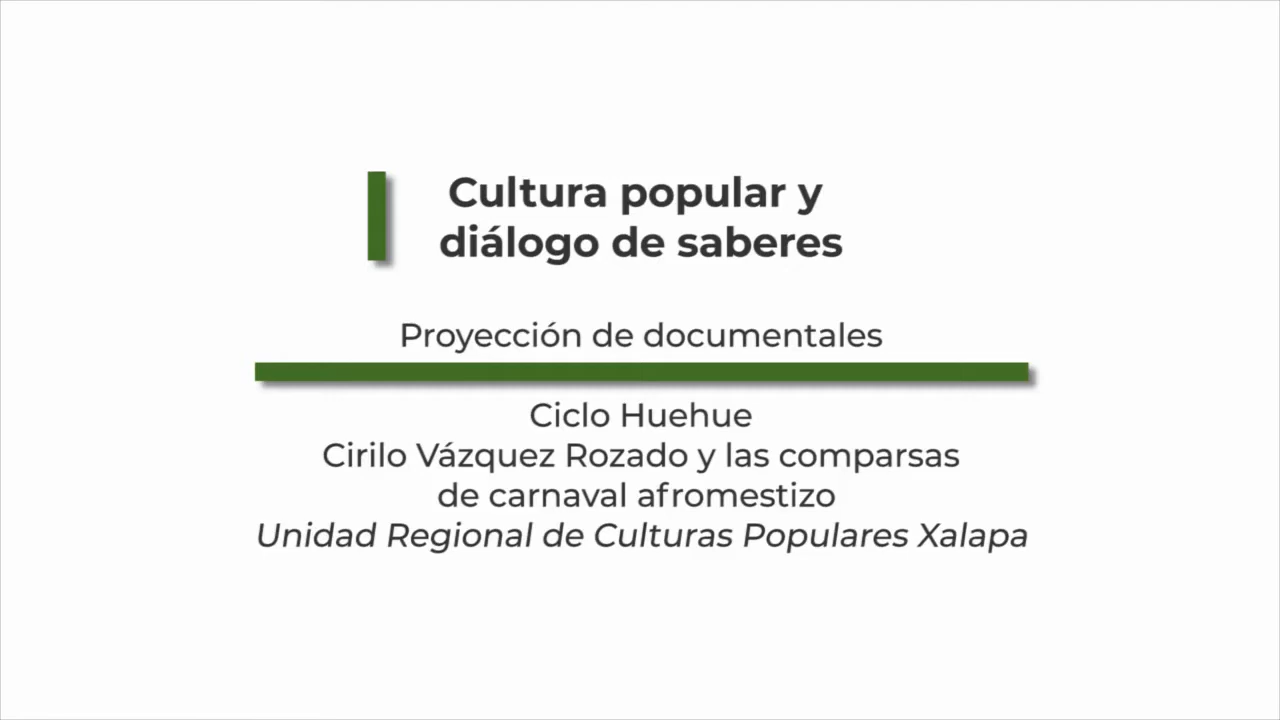 Cultura popular y
diálogo de saberes
Proyección de documentales
Ciclo Huehue
Cirilo Vázquez Rozado y las comparsas
de carnaval afromestizo
Unidad Regional de Culturas Populares Xalapa